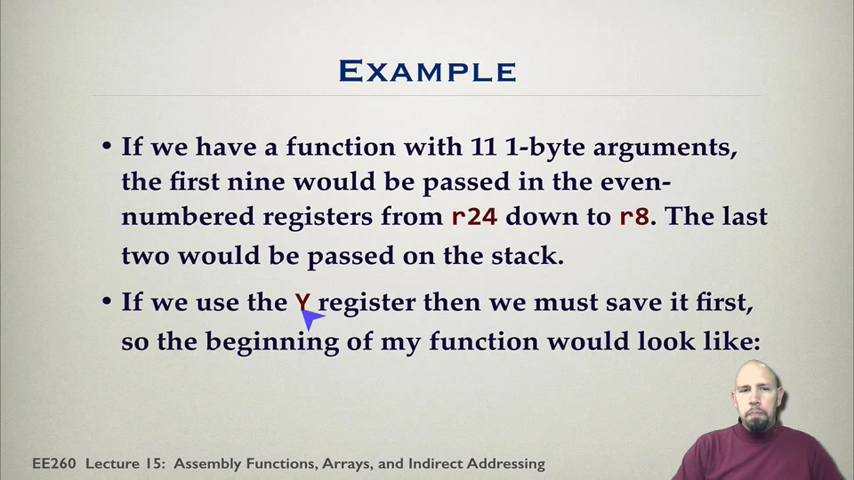 EXAMPLE
• If we have a function with 11 1-byte arguments,
the first nine would be passed in the even-
numbered registers from r24 down to r8. The last
two would be passed on the stack.
• If we use the Y register then we must save it first,
so the beginning of my function would look like:
EE260 Lecture 15: Assembly Functions, Arrays, and Indirect Addressing